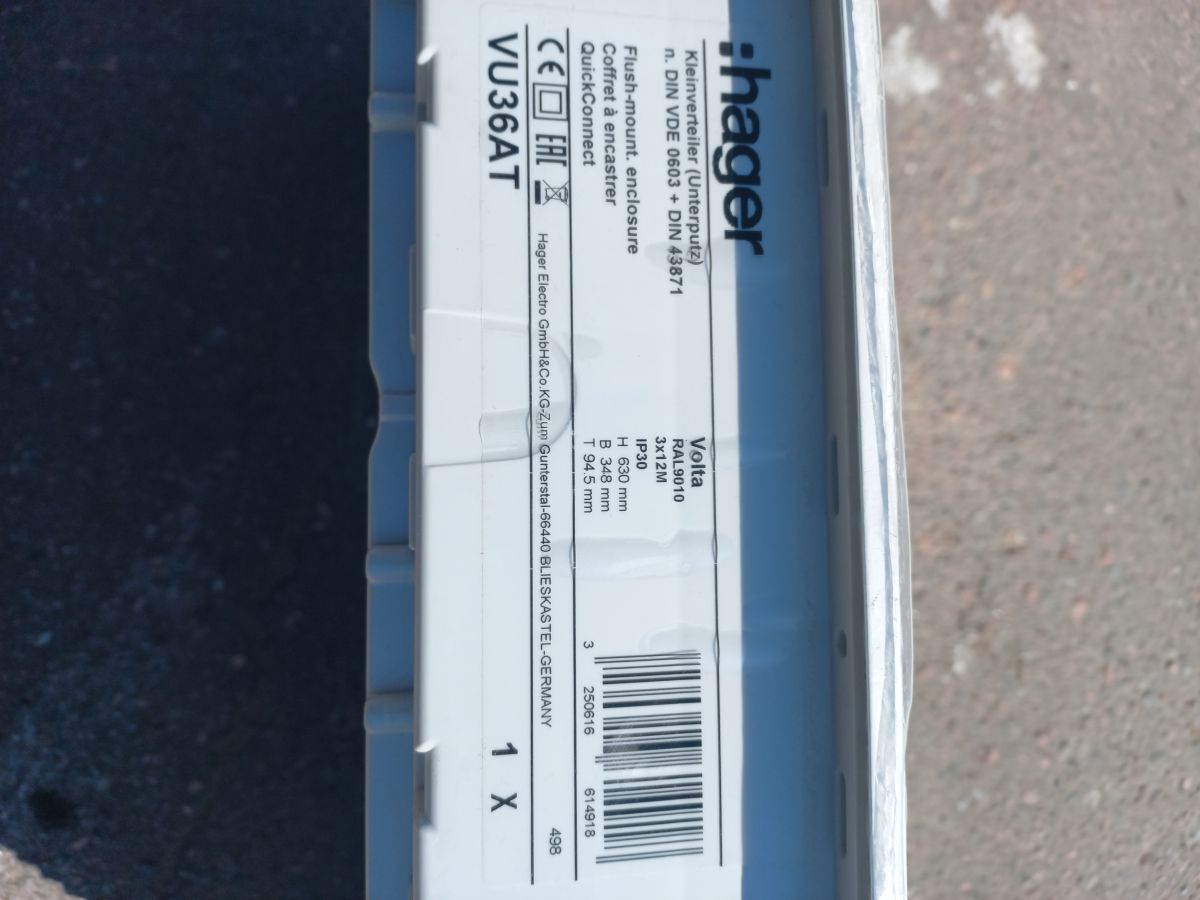 :hager
Kleinverteiler (Unterputz)
n. DIN VDE 0603 + DIN 43871
Flush-mount. enclosure
Coffret à encastrer
QuickConnect
Volta
RAL9010
3x12M
IP30
H 630 mm
B 348 mm
T 94.5 mm
3 250616 614918
CE EAC Hager Electro GmbH&Co.KG-Zum Gunterstal-66440 BLIESKASTEL-GERMANY 498
VU36AT 1 X